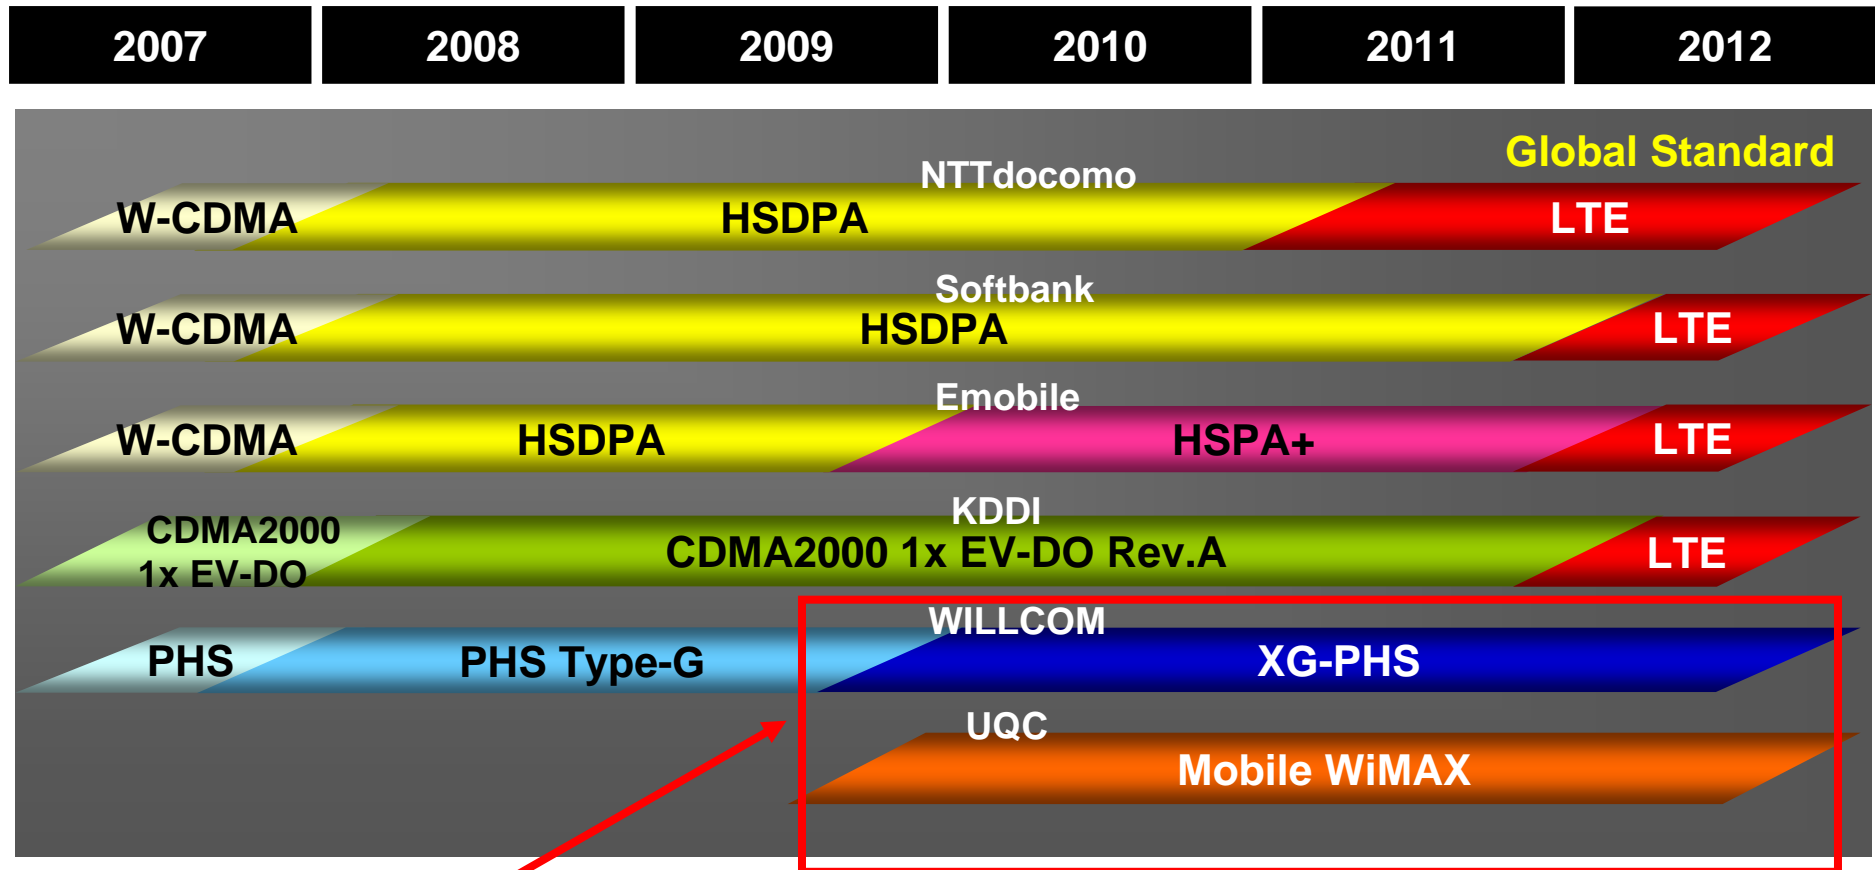 2007 2008 2009 2010 2011 2012
Global Standard
NTTdocomo
W-CDMA HSDPA LTE
Softbank
W-CDMA HSDPA LTE
Emobile
W-CDMA HSDPA HSPA+ LTE
KDDI
CDMA2000
1x EV-DO
CDMA2000 1x EV-DO Rev.A LTE
WILLCOM
PHS PHS Type-G XG-PHS
UQC
Mobile WiMAX